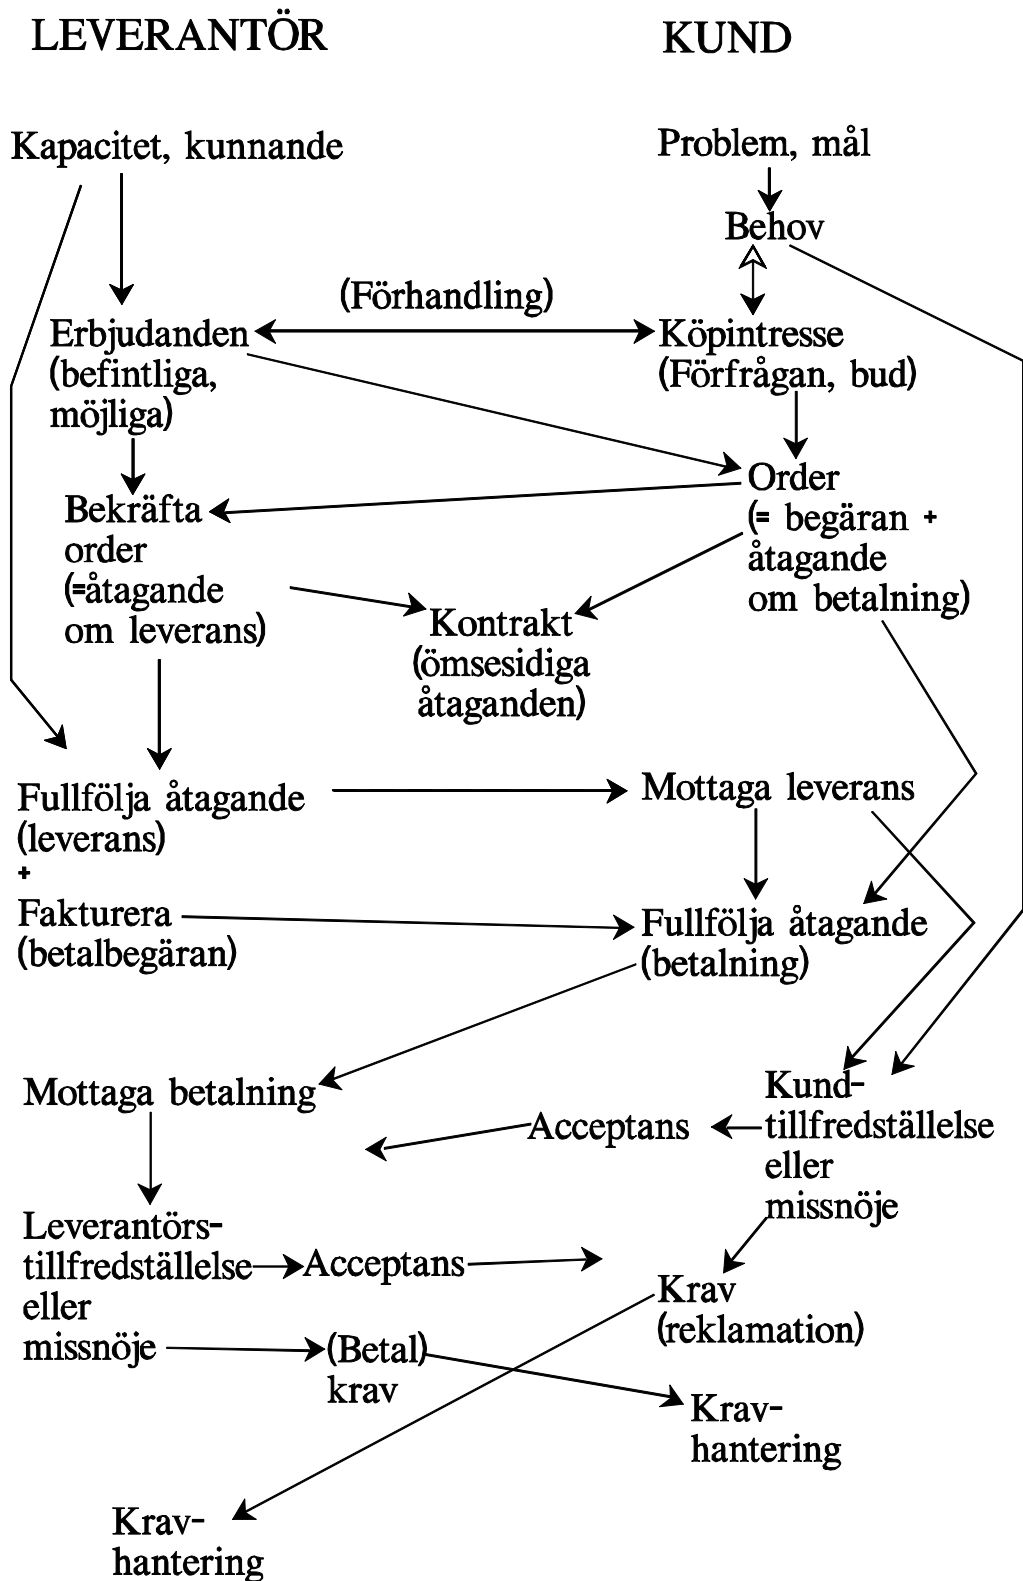 LEVERANTÖR
KUND
Kapacitet, kunnande
Problem, mål
Behov
(Förhandling)
Erbjudanden
(befintliga,
möjliga)
Köpintresse
(Förfrågan, bud)
Order
(= begäran +
åtagande
om betalning)
Bekräfta
order
(=åtagande
om leverans)
Kontrakt
(ömsesidiga
åtaganden)
Fullfölja åtagande
(leverans)
+
Fakturera
(betalbegäran)
Mottaga leverans
Fullfölja åtagande
(betalning)
Mottaga betalning
Kund-
tillfredställelse
eller
missnöje
Acceptans
Leverantörs-
tillfredställelse
eller
missnöje
Acceptans
Krav
(reklamation)
(Betal)
krav
Krav-
hantering
Krav-
hantering